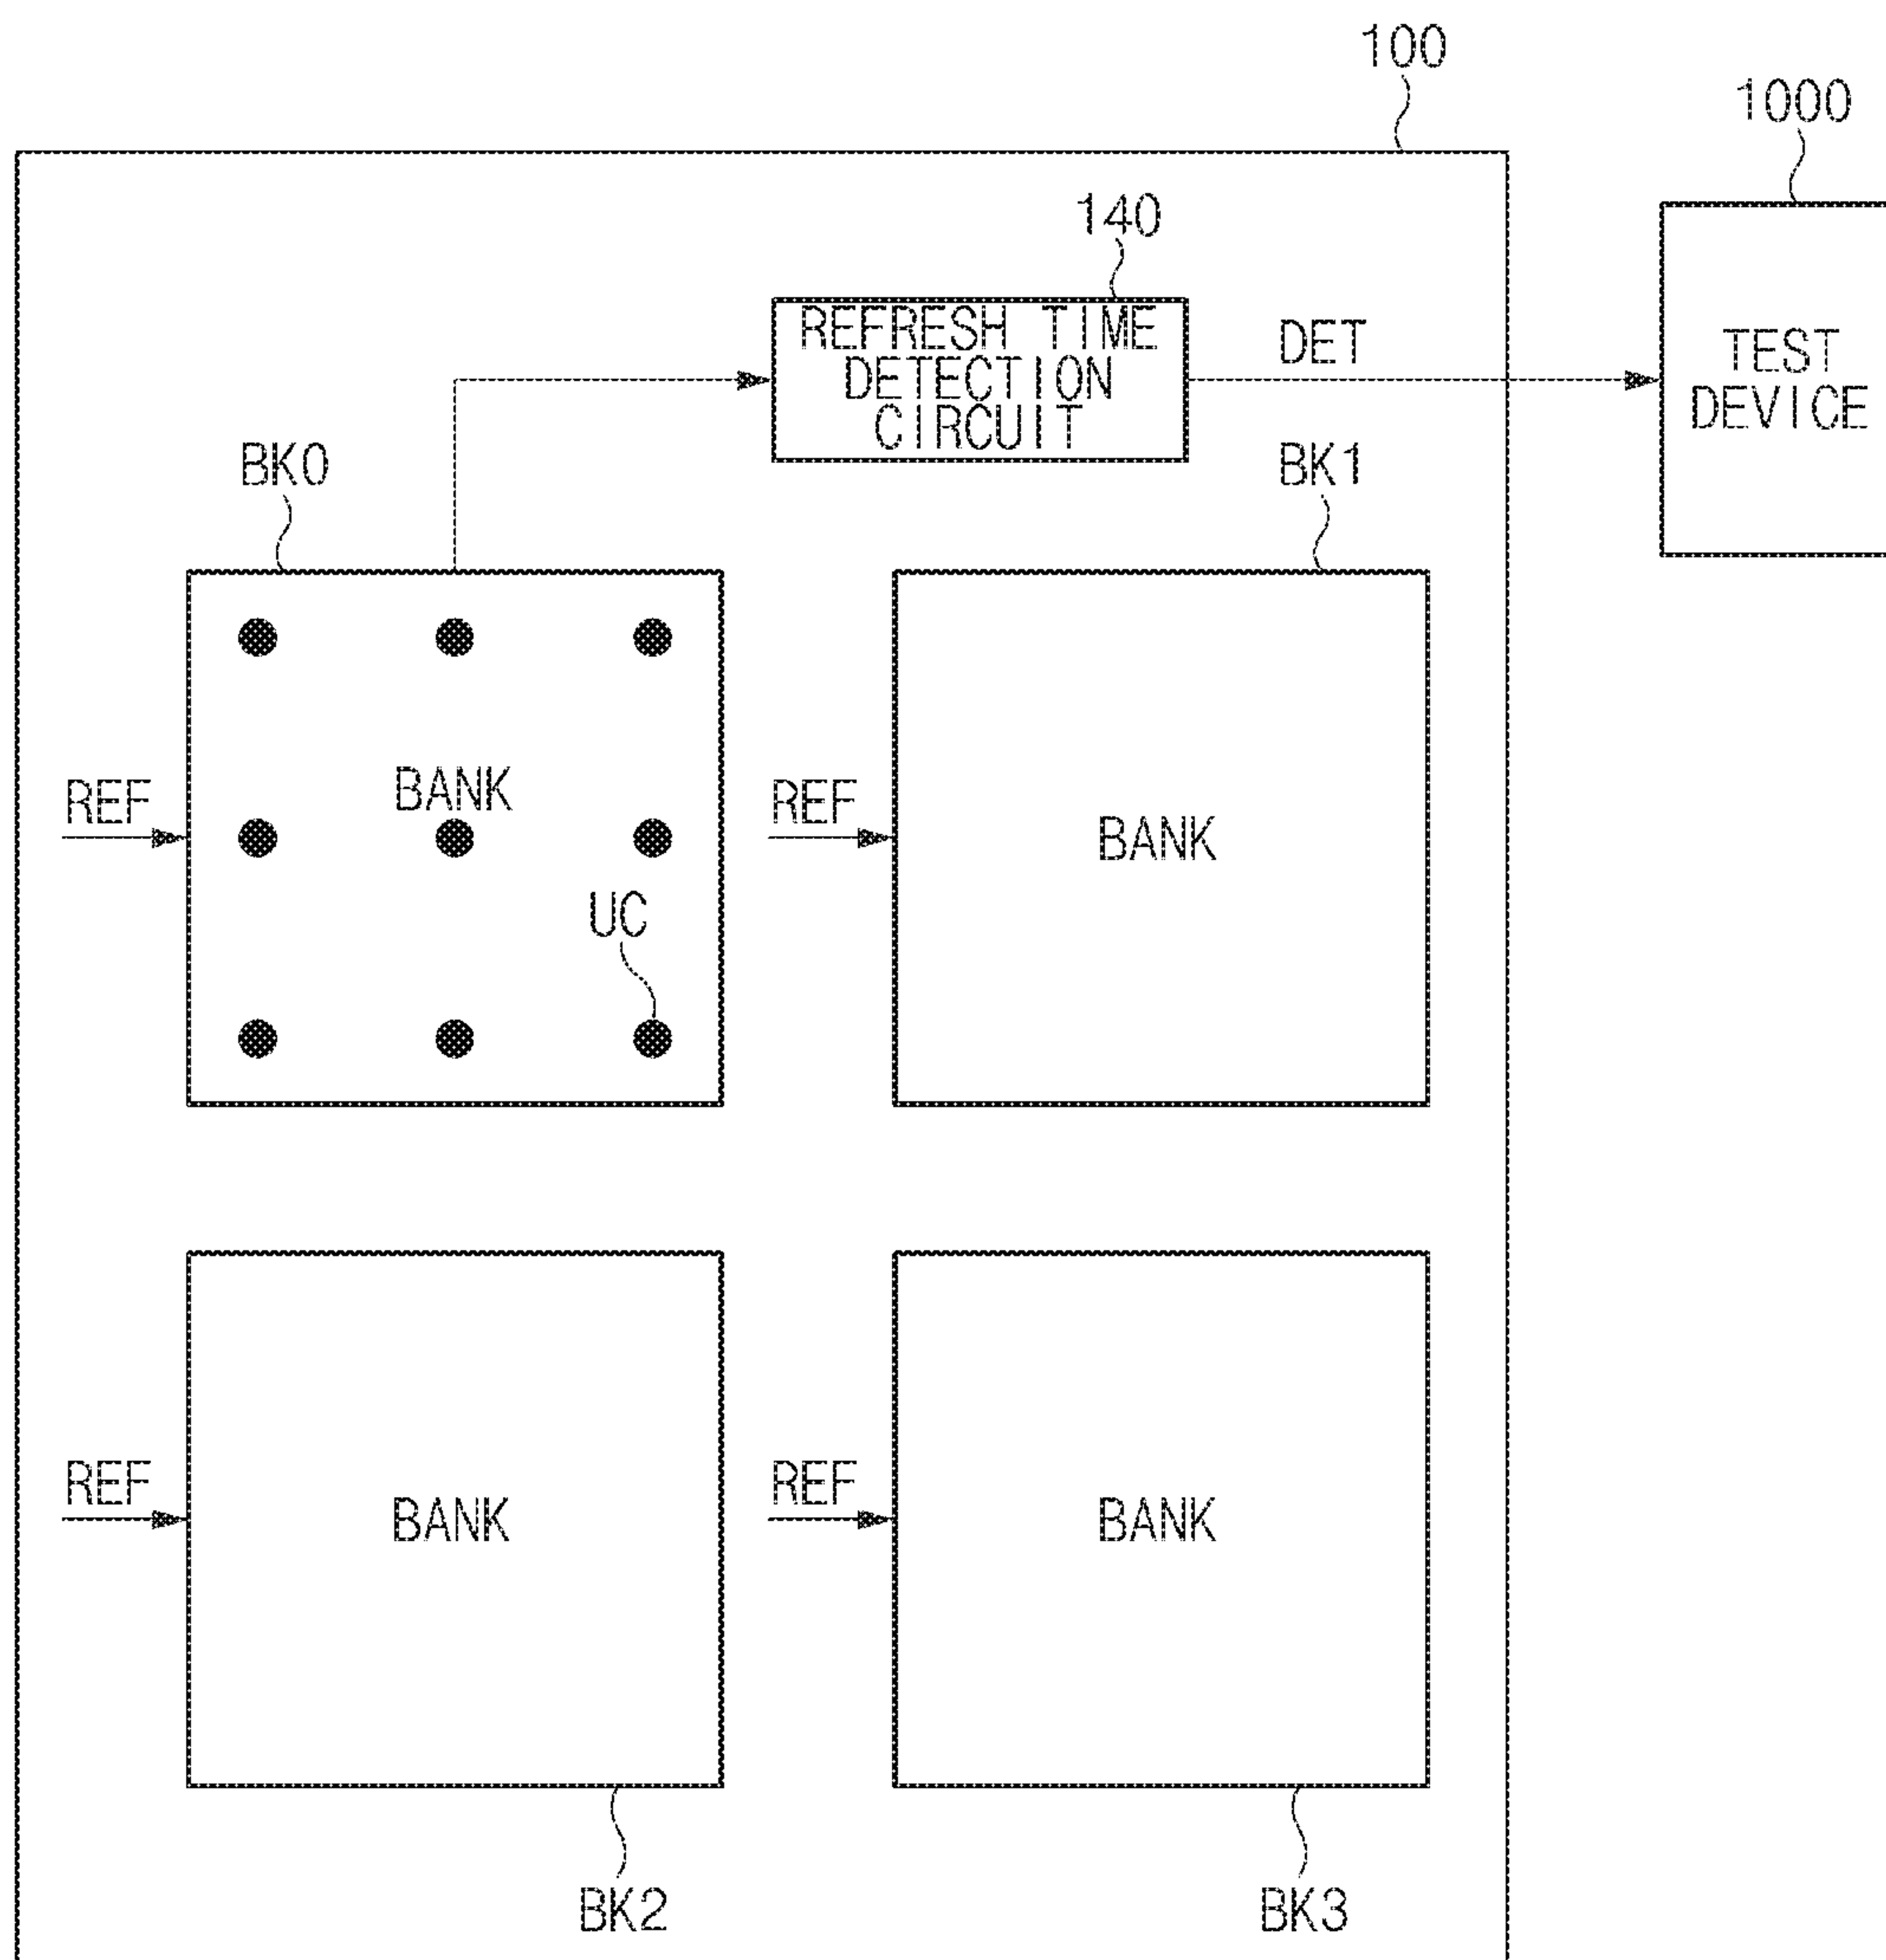 100
1000
140
REFRESH TIME
DETECTION
CIRCUIT
DET
TEST
DEVICE
BK0
BK1
REF
BANK
UC
REF
BANK
REF
BANK
REF
BANK
BK2
BK3